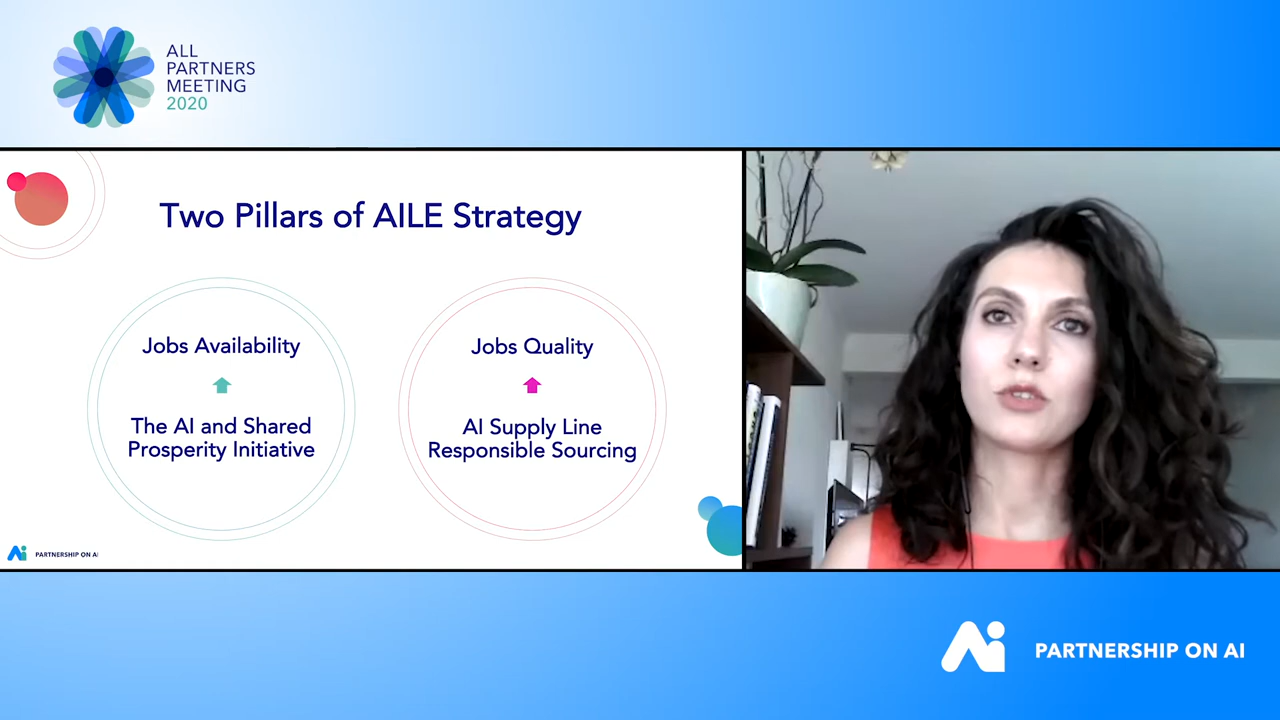 ALL
PARTNERS
MEETING
2020
Two Pillars of AILE Strategy
Jobs Availability
The AI and Shared
Prosperity Initiative
Jobs Quality
AI Supply Line
Responsible Sourcing
PARTNERSHIP ON AI
PARTNERSHIP ON AI